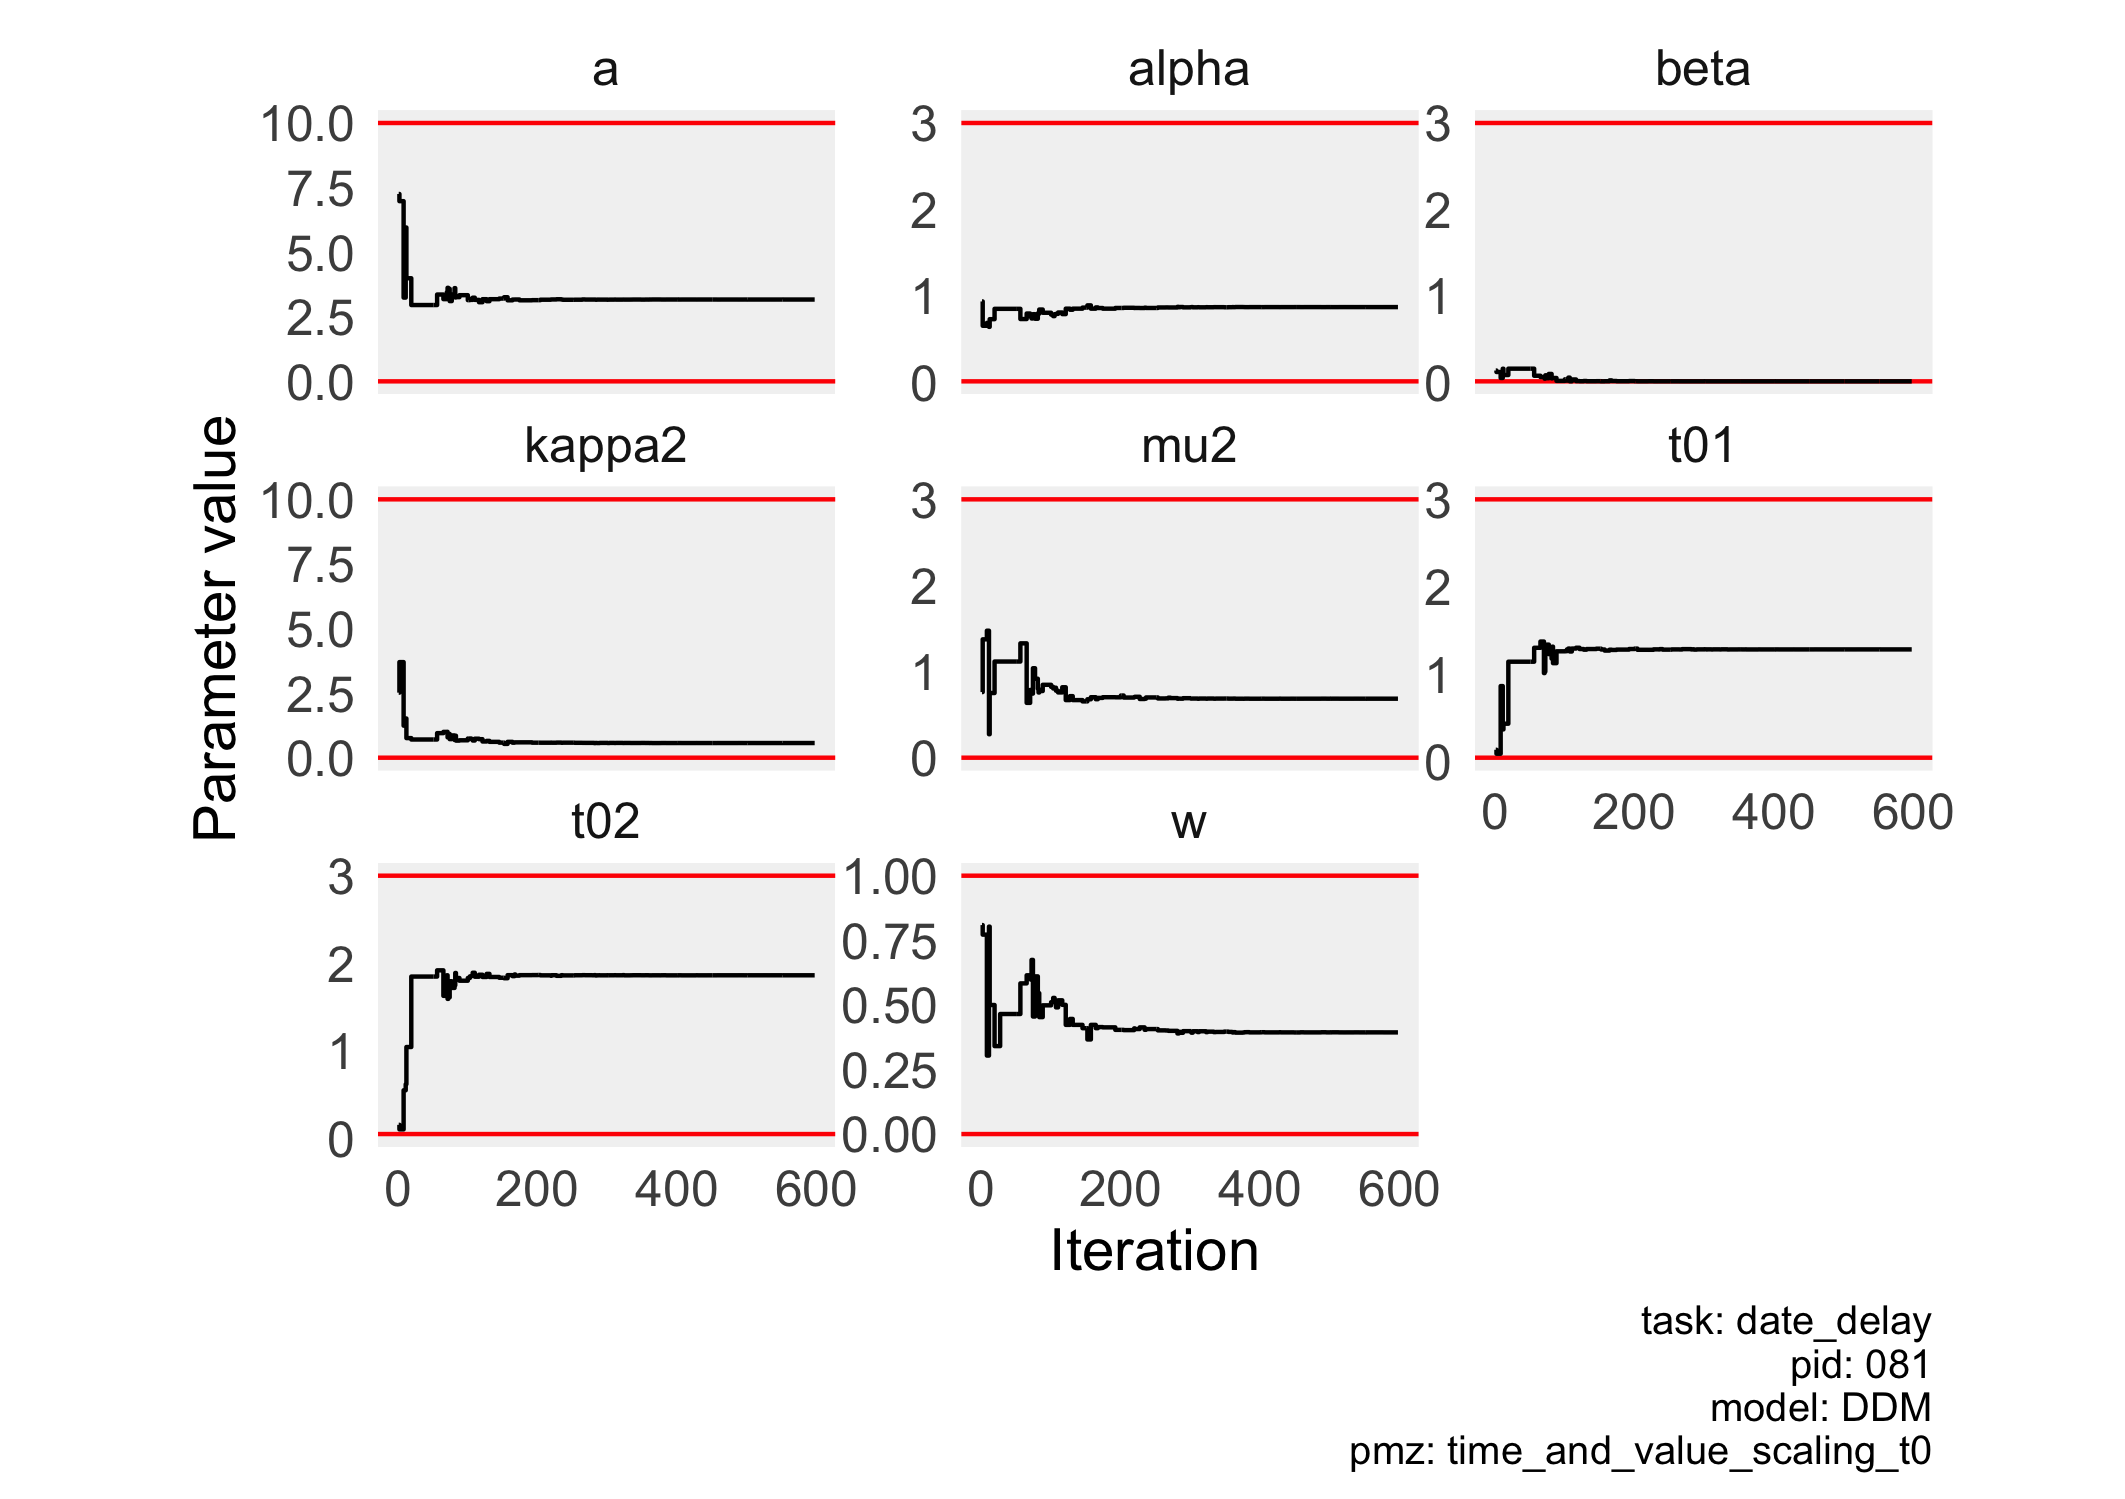 a alpha beta
10.0 3 3
7.5 2 2
5.0 1 1
2.5 0 0
0.0
kappa2 mu2 t01
10.0 3 3
7.5 2 2
5.0 1 1
2.5 0 0
0.0
0 200 400 600
t02 w
3 1.00
2 0.75
1 0.50
0 0.25
0.00
0 200 400 600 0 200 400 600
Parameter value
Iteration
task: date_delay
pid: 081
model: DDM
pmz: time_and_value_scaling_t0